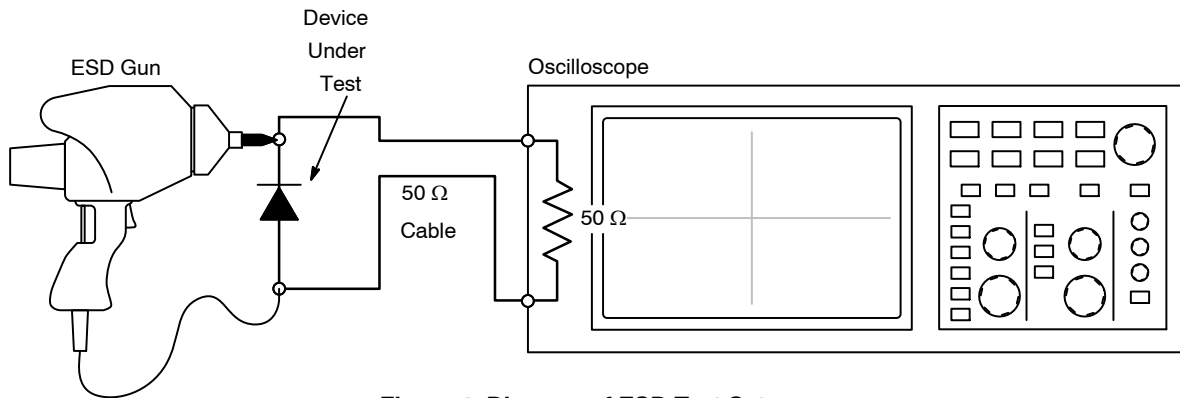 Device
Under
Test
ESD Gun
Oscilloscope
50 Ω
Cable
50 Ω